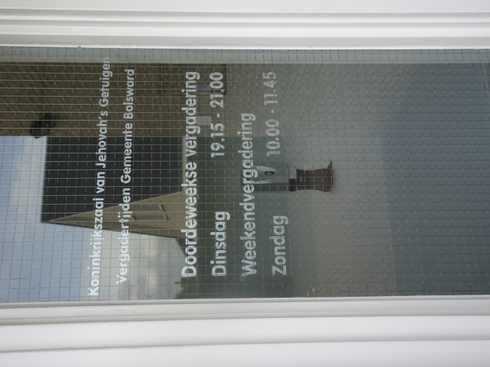 Koninkrijkszaal van Jehovah's Getuigen
Vergadertijden Gemeente Bolsward
Doordeweekse vergadering
Dinsdag 19.15 - 21.00
Weekendvergadering
Zondag 10.00 - 11.45